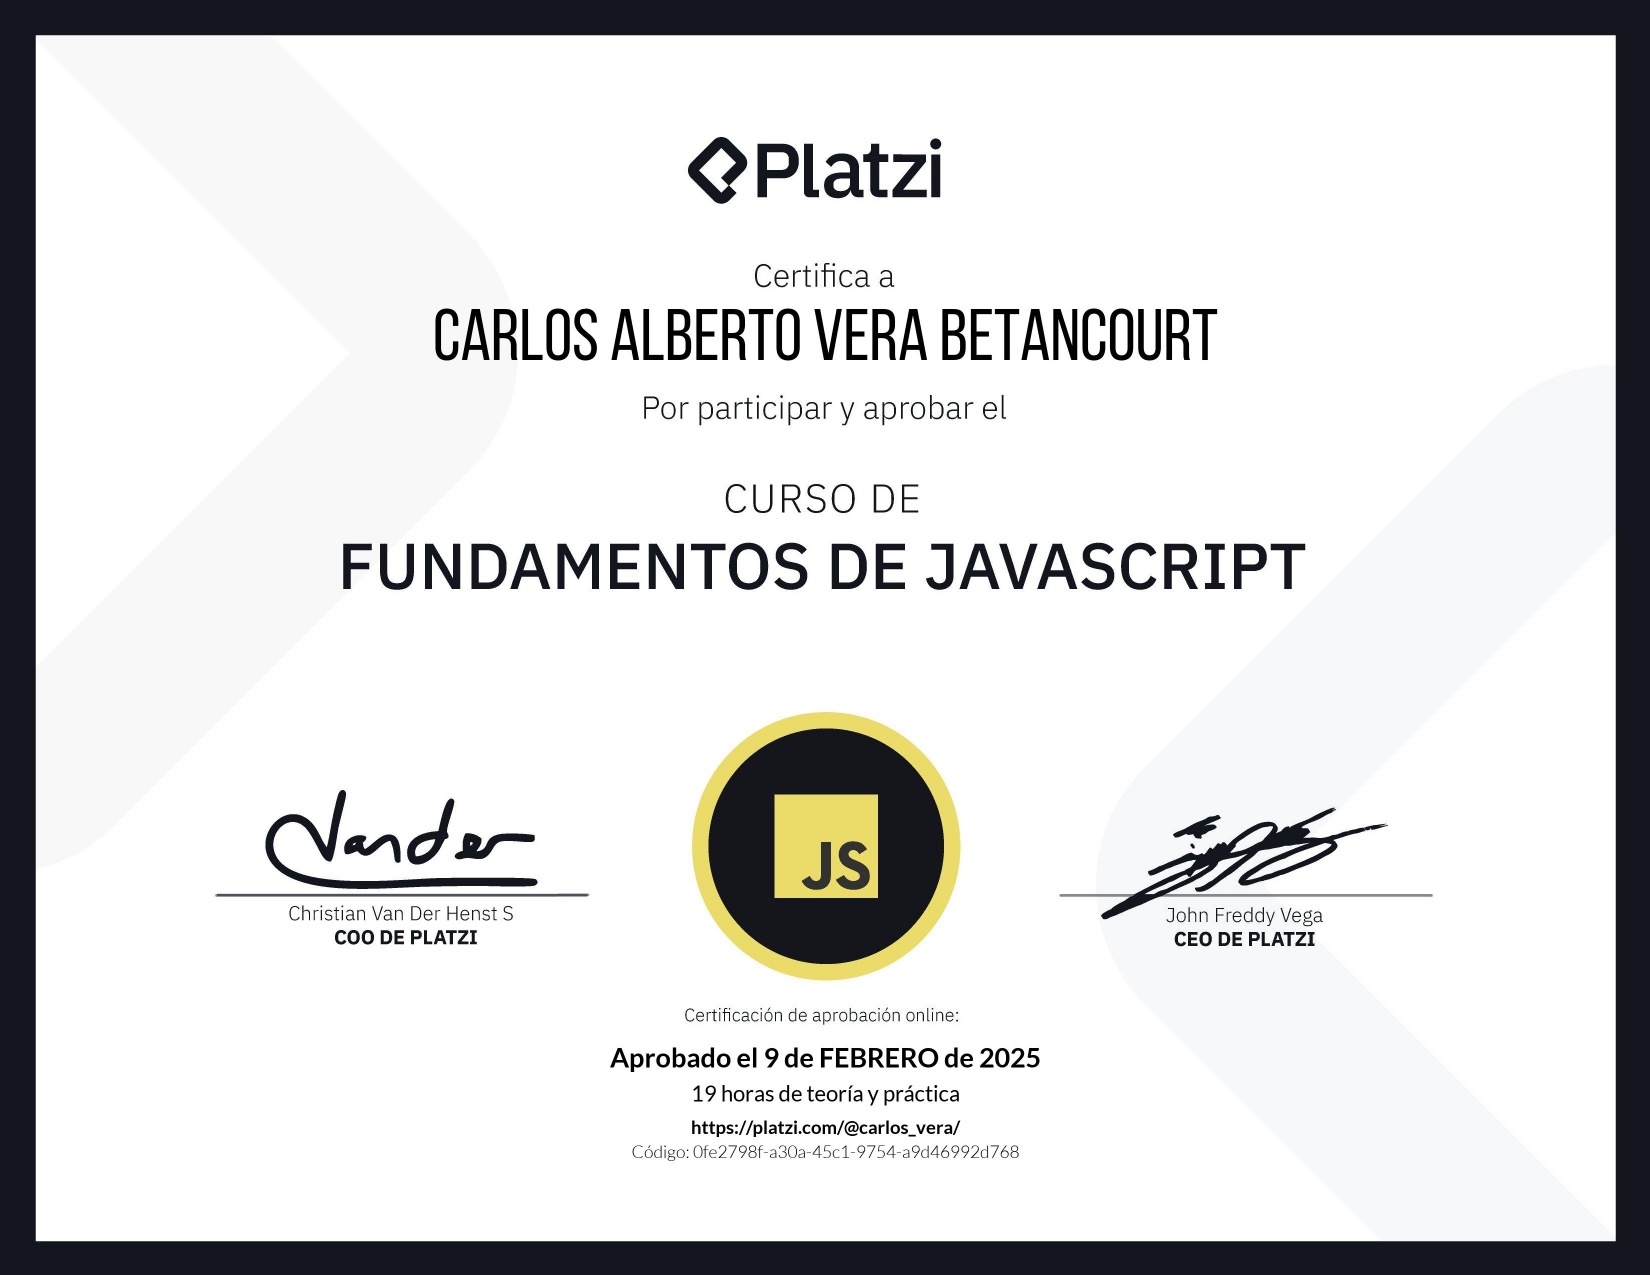 Platzi
Certifica a
CARLOS ALBERTO VERA BETANCOURT
Por participar y aprobar el
CURSO DE
FUNDAMENTOS DE JAVASCRIPT
Vander
JS
Christian Van Der Henst S
COO DE PLATZI
John Freddy Vega
CEO DE PLATZI
Certificación de aprobación online:
Aprobado el 9 de FEBRERO de 2025
19 horas de teoría y práctica
https://platzi.com/@carlos_vera/
Código: 0fe2798f-a30a-45c1-9754-a9d46992d768